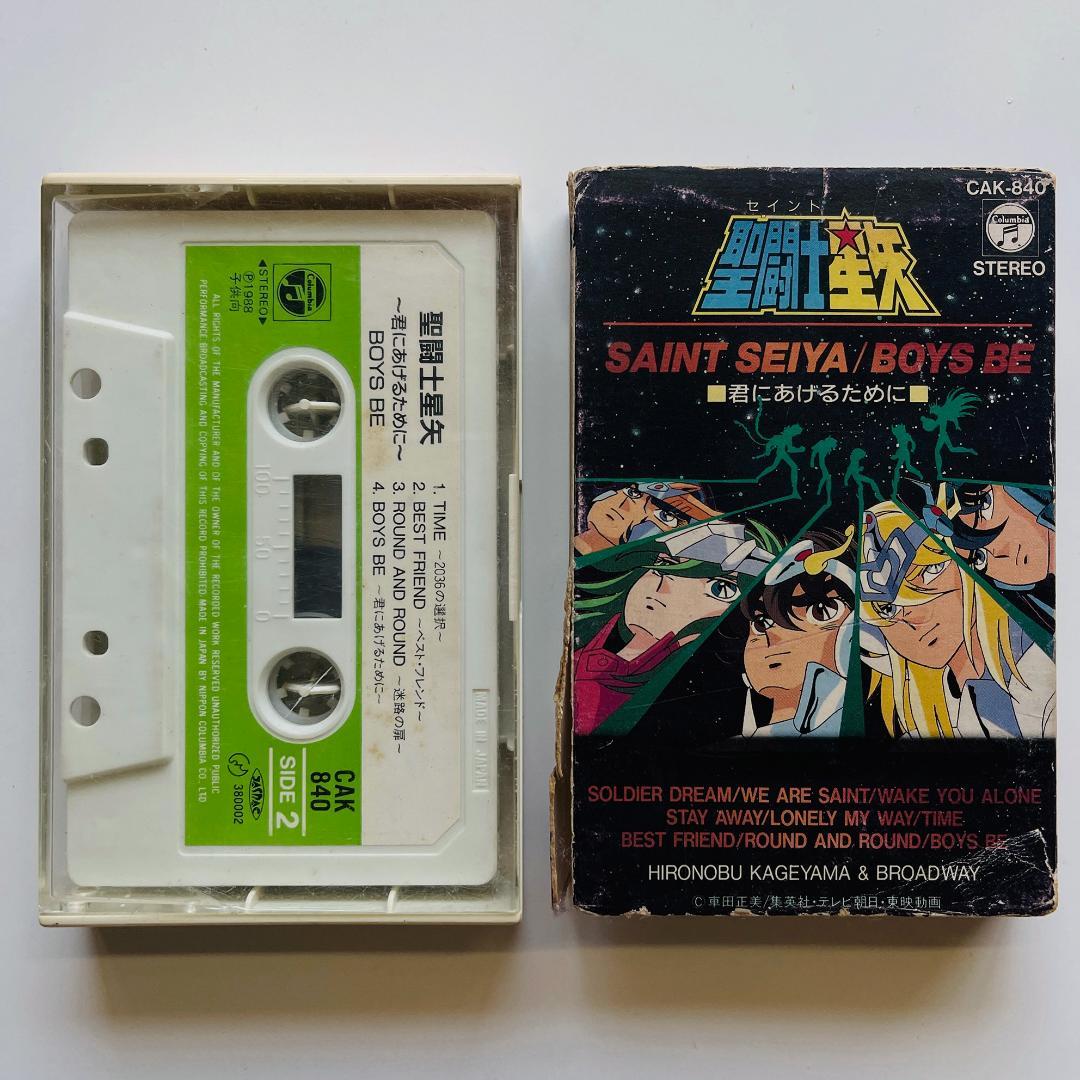 聖闘士星矢
~君にあげるために~
BOYS BE
1. TIME ~2036の選択~
2. BEST FRIEND ~ベスト・フレンド~
3. ROUND AND ROUND ~迷路の扉~
4. BOYS BE ~君にあげるために~
Columbia
◀STEREO▶
Ⓟ1988
子供向
100 50 0
SIDE 2
CAK
840
JASRAC
380002
ALL RIGHTS OF THE MANUFACTURER AND OF THE OWNER OF THE RECORDED WORK RESERVED UNAUTHORIZED PUBLIC
PERFORMANCE BROADCASTING AND COPYING OF THIS RECORD PROHIBITED MADE IN JAPAN BY NIPPON COLUMBIA CO., LTD
MADE IN JAPAN
CAK-840
Columbia
STEREO
セイント
聖闘士星矢
SAINT SEIYA/BOYS BE
■君にあげるために■
SOLDIER DREAM/WE ARE SAINT/WAKE YOU ALONE
STAY AWAY/LONELY MY WAY/TIME
BEST FRIEND/ROUND AND ROUND/BOYS BE
HIRONOBU KAGEYAMA & BROADWAY
© 車田正美/集英社・テレビ朝日・東映動画